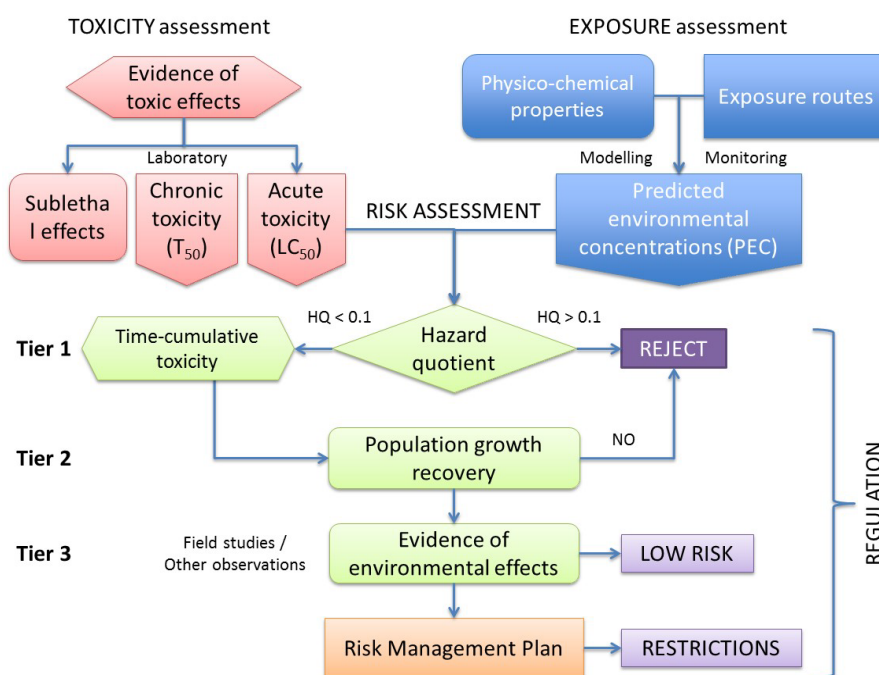 TOXICITY assessment
EXPOSURE assessment
Evidence of
toxic effects
Physico-chemical
properties
Exposure routes
Laboratory
Modelling
Monitoring
Subletha
l effects
Chronic
toxicity
(T50)
Acute
toxicity
(LC50)
RISK ASSESSMENT
Predicted
environmental
concentrations (PEC)
HQ < 0.1
HQ > 0.1
Tier 1
Time-cumulative
toxicity
Hazard
quotient
REJECT
Tier 2
Population growth
recovery
NO
Tier 3
Field studies /
Other observations
Evidence of
environmental effects
LOW RISK
Risk Management Plan
RESTRICTIONS
REGULATION